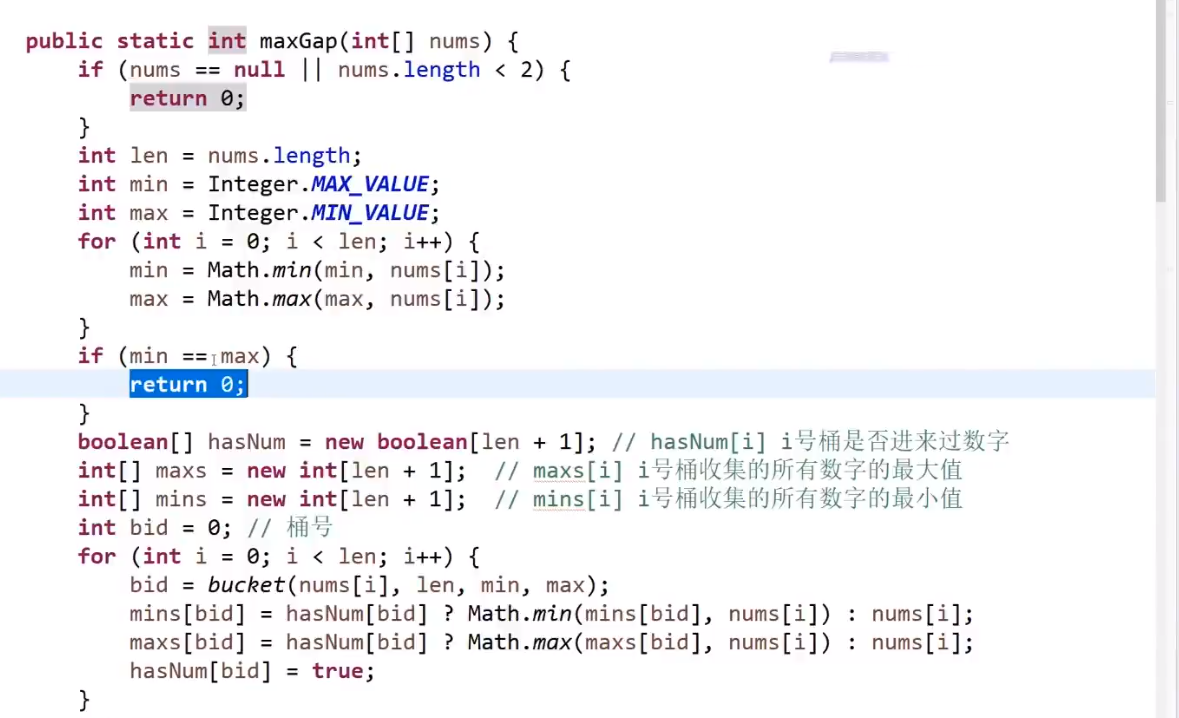 public static int maxGap(int[] nums) {
if (nums == null || nums.length < 2) {
return 0;
}
int len = nums.length;
int min = Integer.MAX_VALUE;
int max = Integer.MIN_VALUE;
for (int i = 0; i < len; i++) {
min = Math.min(min, nums[i]);
max = Math.max(max, nums[i]);
}
if (min == max) {
return 0;
}
boolean[] hasNum = new boolean[len + 1]; // hasNum[i] i号桶是否进来过数字
int[] maxs = new int[len + 1];  // maxs[i] i号桶收集的所有数字的最大值
int[] mins = new int[len + 1];  // mins[i] i号桶收集的所有数字的最小值
int bid = 0; // 桶号
for (int i = 0; i < len; i++) {
bid = bucket(nums[i], len, min, max);
mins[bid] = hasNum[bid] ? Math.min(mins[bid], nums[i]) : nums[i];
maxs[bid] = hasNum[bid] ? Math.max(maxs[bid], nums[i]) : nums[i];
hasNum[bid] = true;
}